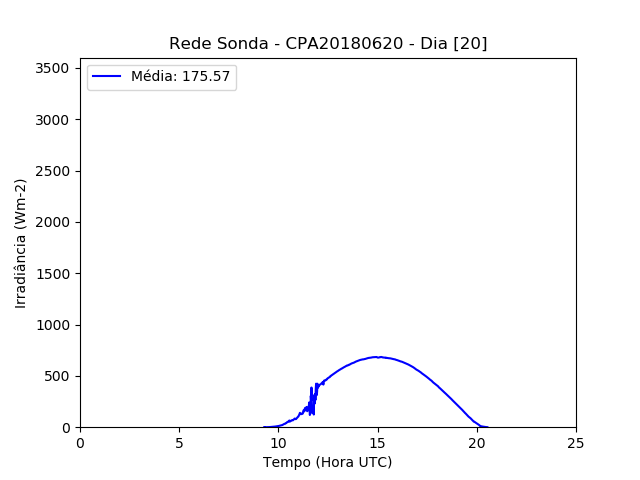 Rede Sonda - CPA20180620 - Dia [20]
Média: 175.57
3500
3000
2500
2000
1500
1000
500
0
Irradiância (Wm-2)
0 5 10 15 20 25
Tempo (Hora UTC)